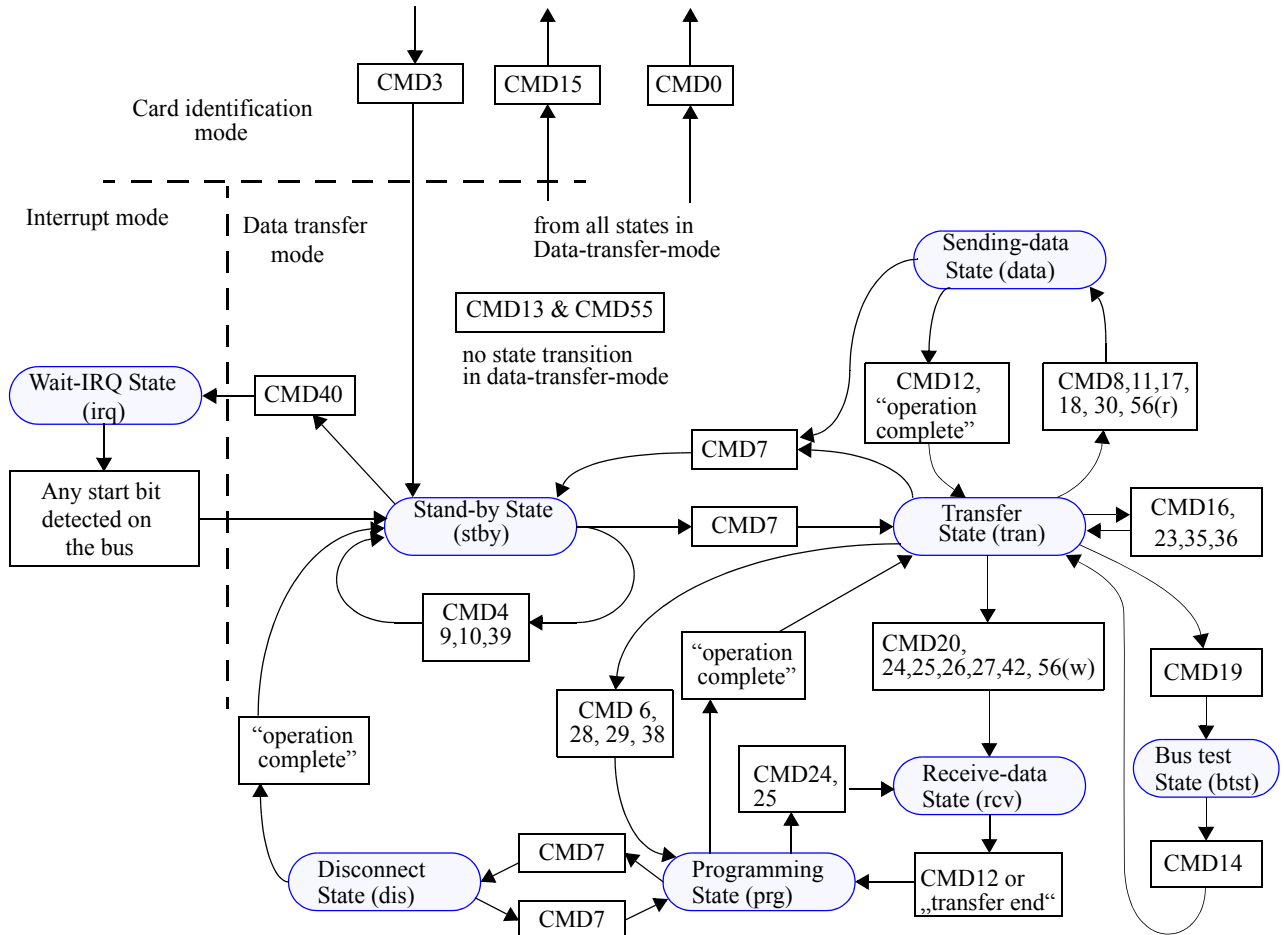 CMD3
CMD15
CMD0
Card identification
mode
Interrupt mode
Data transfer
mode
from all states in
Data-transfer-mode
Sending-data
State (data)
CMD13 & CMD55
no state transition
in data-transfer-mode
Wait-IRQ State
(irq)
CMD40
CMD12,
“operation
complete”
CMD8,11,17,
18, 30, 56(r)
CMD7
Any start bit
detected on
the bus
Stand-by State
(stby)
CMD7
Transfer
State (tran)
CMD16,
23,35,36
CMD4
9,10,39
“operation
complete”
CMD20,
24,25,26,27,42, 56(w)
CMD19
CMD 6,
28, 29, 38
“operation
complete”
CMD24,
25
Receive-data
State (rcv)
Bus test
State (btst)
CMD7
Disconnect
State (dis)
Programming
State (prg)
CMD12 or
„transfer end“
CMD14
CMD7